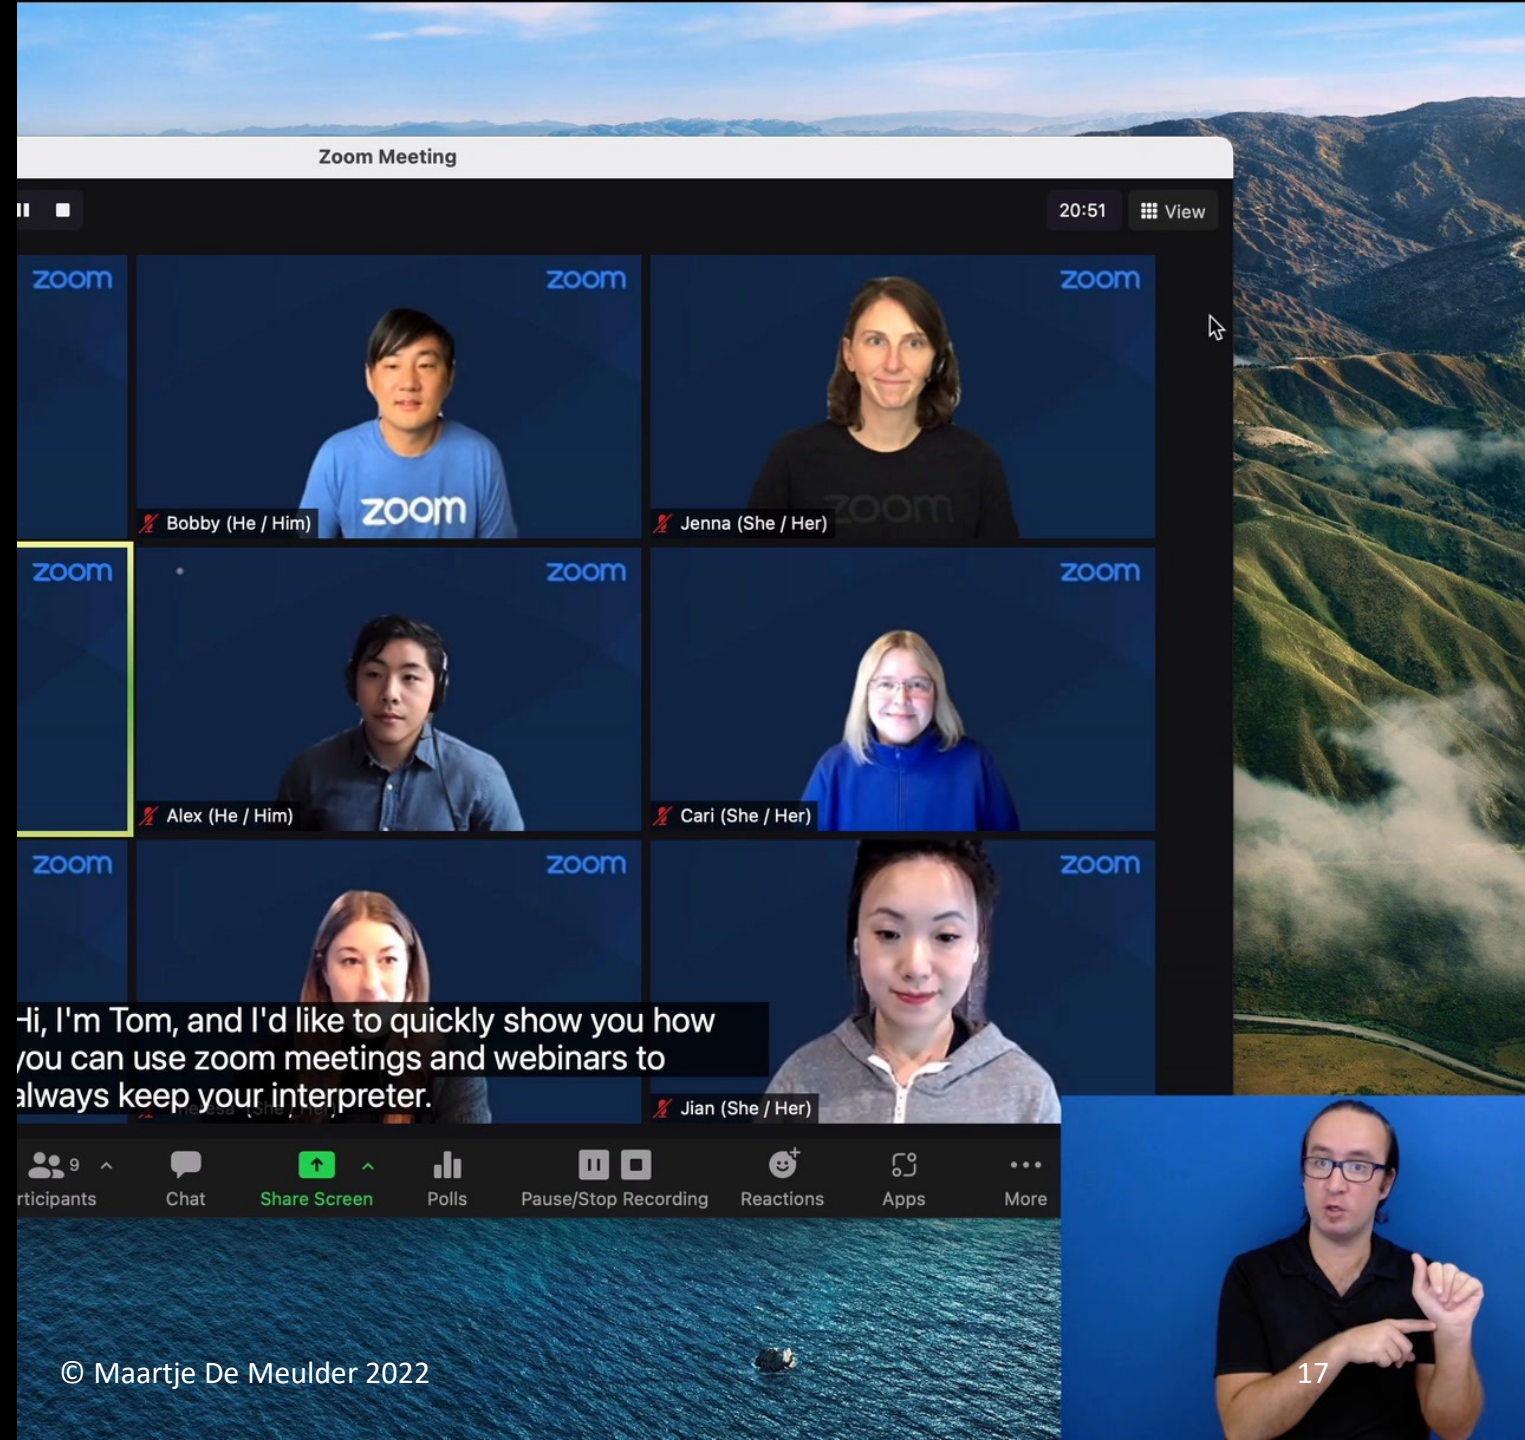 Zoom Meeting
20:51
View
zoom
zoom
zoom
zoom
zoom
Bobby (He / Him)
Jenna (She / Her)
zoom
zoom
zoom
Alex (He / Him)
Cari (She / Her)
zoom
zoom
zoom
Hi, I'm Tom, and I'd like to quickly show you how
you can use zoom meetings and webinars to
always keep your interpreter.
Jian (She / Her)
9
rticipants
Chat
Share Screen
Polls
Pause/Stop Recording
Reactions
Apps
More
© Maartje De Meulder 2022
17